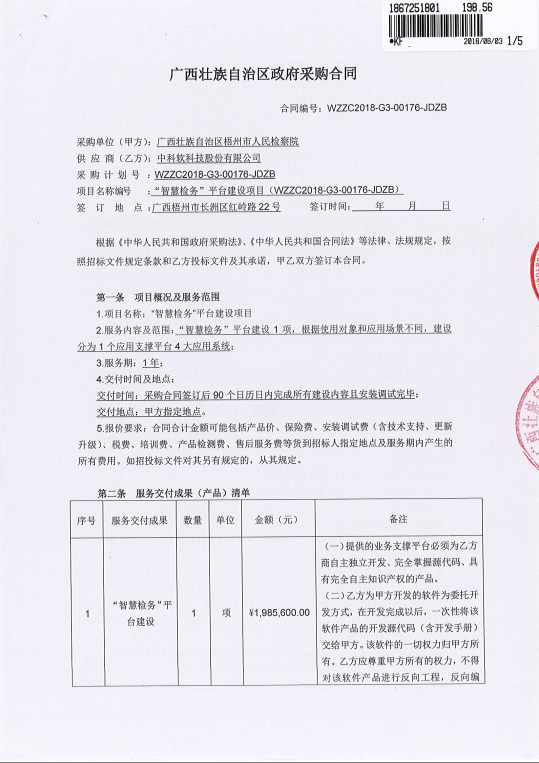 1867251801 198.56
*KF 2018/08/03 1/5
广西壮族自治区政府采购合同
合同编号：WZZC2018-G3-00176-JDZB
采购单位（甲方）：广西壮族自治区梧州市人民检察院
供 应 商（乙方）：中科软科技股份有限公司
采 购 计 划 号 ：WZZC2018-G3-00176-JDZB
项目名称编号 ：“智慧检务”平台建设项目（WZZC2018-G3-00176-JDZB）
签 订 地 点：广西梧州市长洲区红岭路 22 号 签订时间： 年 月 日
根据《中华人民共和国政府采购法》、《中华人民共和国合同法》等法律、法规规定，按
照招标文件规定条款和乙方投标文件及其承诺，甲乙双方签订本合同。
第一条 项目概况及服务范围
1.项目名称：“智慧检务”平台建设项目
2.服务内容及范围：“智慧检务”平台建设 1 项，根据使用对象和应用场景不同，建设
分为 1 个应用支撑平台 4 大应用系统；
3.服务期：1 年；
4.交付时间及地点：
交付时间：采购合同签订后 90 个日历日内完成所有建设内容且安装调试完毕；
交付地点：甲方指定地点。
5.报价要求：合同合计金额可能包括产品价、保险费、安装调试费（含技术支持、更新
升级）、税费、培训费、产品检测费、售后服务费等货到招标人指定地点及服务期内产生的
所有费用。如招投标文件对其另有规定的，从其规定。
第二条 服务交付成果（产品）清单
序号 服务交付成果 数量 单位 金额（元） 备注
1 “智慧检务”平台建设 1 项 ¥1,985,600.00
（一）提供的业务支撑平台必须为乙方
商自主独立开发、完全掌握源代码、具
有完全自主知识产权的产品。
（二）乙方为甲方开发的软件为委托开
发方式，在开发完成以后，一次性将该
软件产品的开发源代码（含开发手册）
交给甲方。该软件的一切权力归甲方所
有。乙方应尊重甲方所有的权力，不得
对该软件产品进行反向工程，反向编